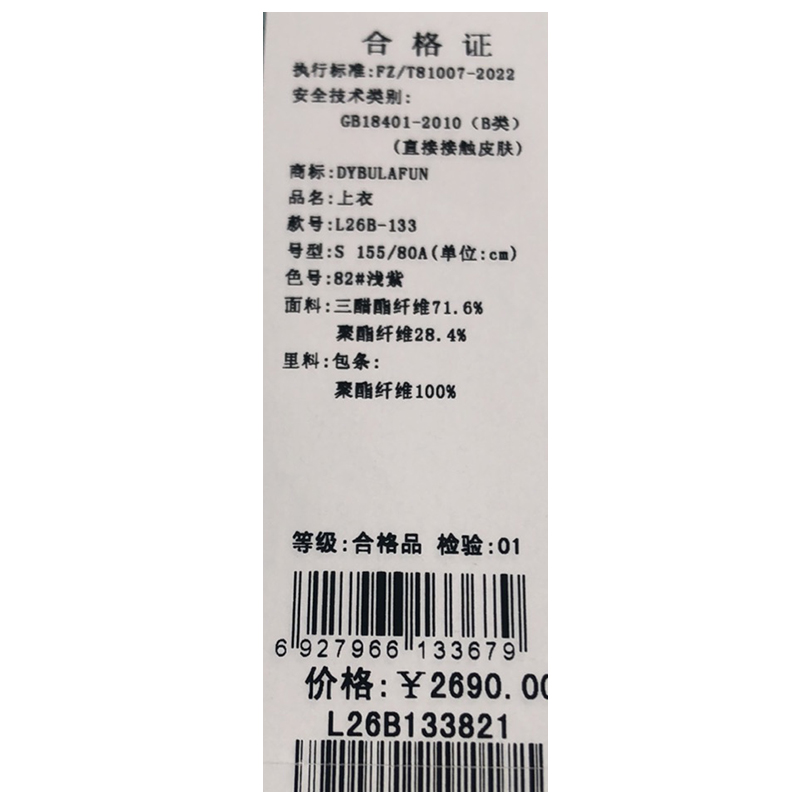 合格证
执行标准:FZ/T81007-2022
安全技术类别:
GB18401-2010（B类）
(直接接触皮肤)
商标:DYBULAFUN
品名:上衣
款号:L26B-133
号型:S 155/80A(单位:cm)
色号:82#浅紫
面料:三醋酯纤维71.6%
聚酯纤维28.4%
里料:包条:
聚酯纤维100%
等级:合格品 检验:01
6 927966 133679
价格:￥2690.00
L26B133821